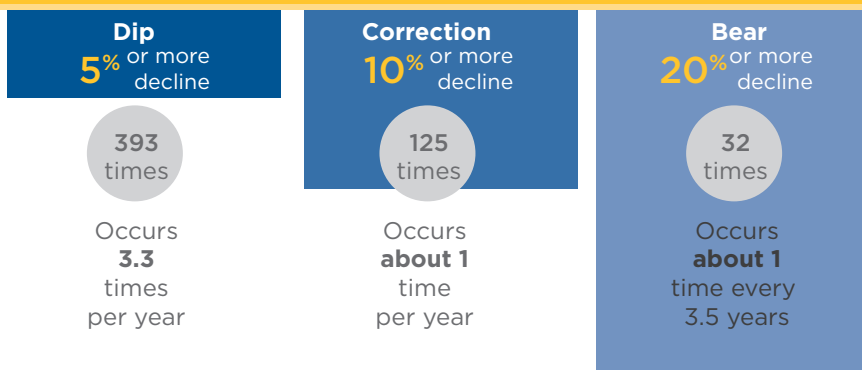 Dip
5% or more
decline
393
times
Occurs
3.3
times
per year
Correction
10% or more
decline
125
times
Occurs
about 1
time
per year
Bear
20% or more
decline
32
times
Occurs
about 1
time every
3.5 years